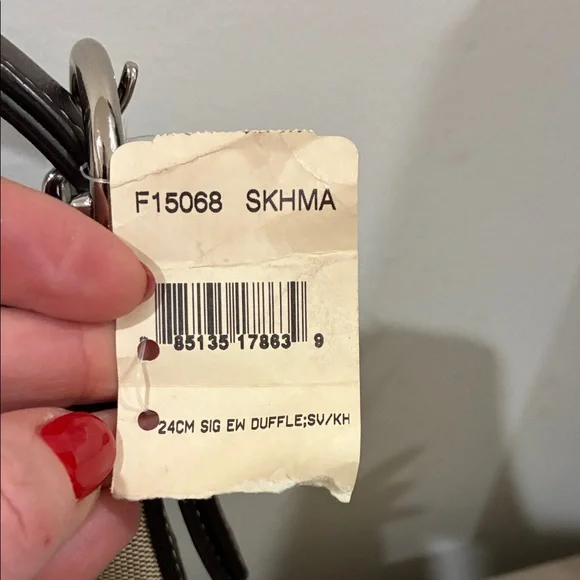 F15068 SKHMA
85135 17863 9
24CM SIG EW DUFFLE;SV/KH